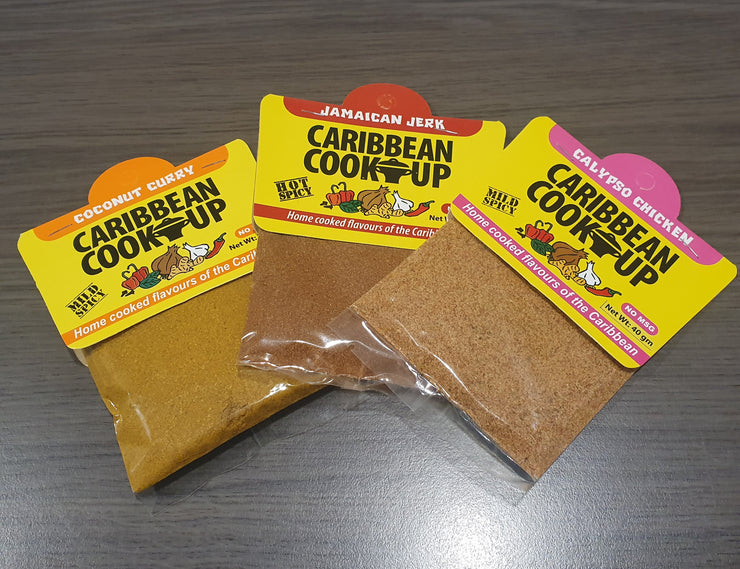 COCONUT CURRY
CARIBBEAN
COOK UP
NO
Net Wt:
MILD
SPICY
Home cooked flavours of the Cari
JAMAICAN JERK
CARIBBEAN
COOK UP
HOT
SPICY
Net
Home cooked flavours of the Carib
CALYPSO CHICKEN
CARIBBEAN
COOK UP
MILD
SPICY
NO MSG
Net Wt: 40 gm
Home cooked flavours of the Caribbean